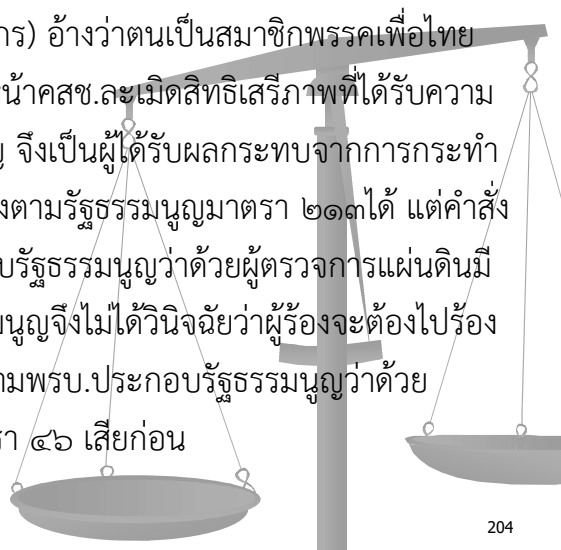 การ) อ้างว่าตนเป็นสมาชิกพรรคเพื่อไทย
น้าคสช.ละเมิดสิทธิเสรีภาพที่ได้รับความ
ญ จึงเป็นผู้ได้รับผลกระทบจากการกระทำ
งตามรัฐธรรมนูญมาตรา ๒๑๓ได้ แต่คำสั่ง
บรัฐธรรมนูญว่าด้วยผู้ตรวจการแผ่นดินมี
มนูญจึงไม่ได้วินิจฉัยว่าผู้ร้องจะต้องไปร้อง
ามพรบ.ประกอบรัฐธรรมนูญว่าด้วย
รา ๔๖ เสียก่อน
204